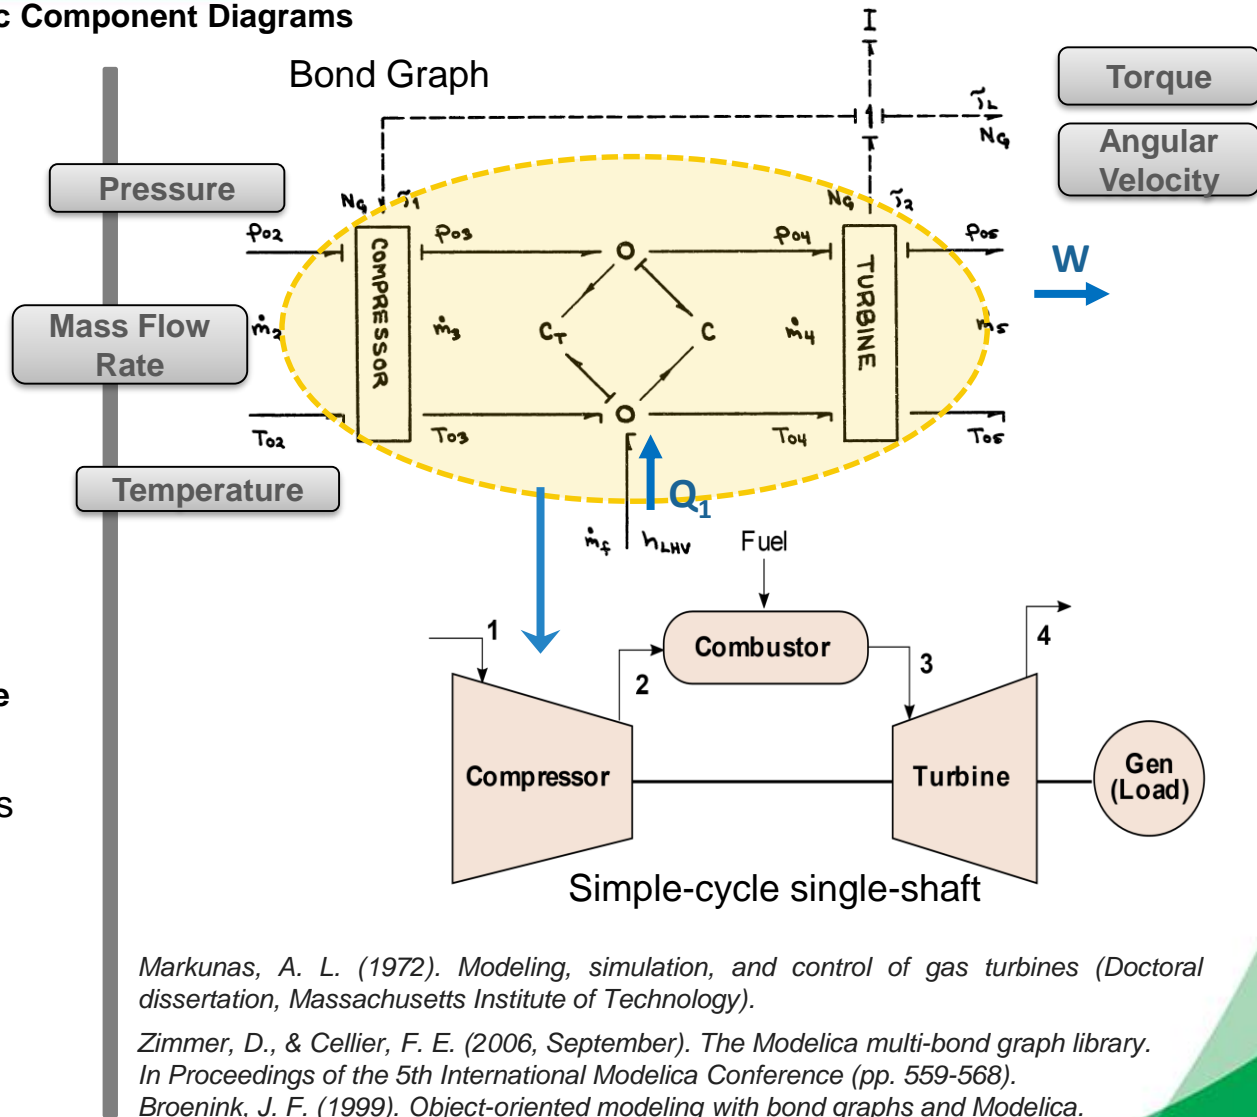 c Component Diagrams
Bond Graph
I
Torque
Angular
Velocity
Pressure
Mass Flow
Rate
Temperature
1
τ̃L
NG
NG
τ̃1
NG
τ̃2
P02
P03
O
P04
P05
W
COMPRESSOR
TURBINE
ṁ2
ṁ3
CT
C
ṁ4
ṁ5
T02
T03
O
T04
T05
Q1
ṁf
hLHV
Fuel
1
2
Combustor
3
4
Compressor
Turbine
Gen
(Load)
e
s
Simple-cycle single-shaft
Markunas, A. L. (1972). Modeling, simulation, and control of gas turbines (Doctoral
dissertation, Massachusetts Institute of Technology).
Zimmer, D., & Cellier, F. E. (2006, September). The Modelica multi-bond graph library.
In Proceedings of the 5th International Modelica Conference (pp. 559-568).
Broenink, J. F. (1999). Object-oriented modeling with bond graphs and Modelica.